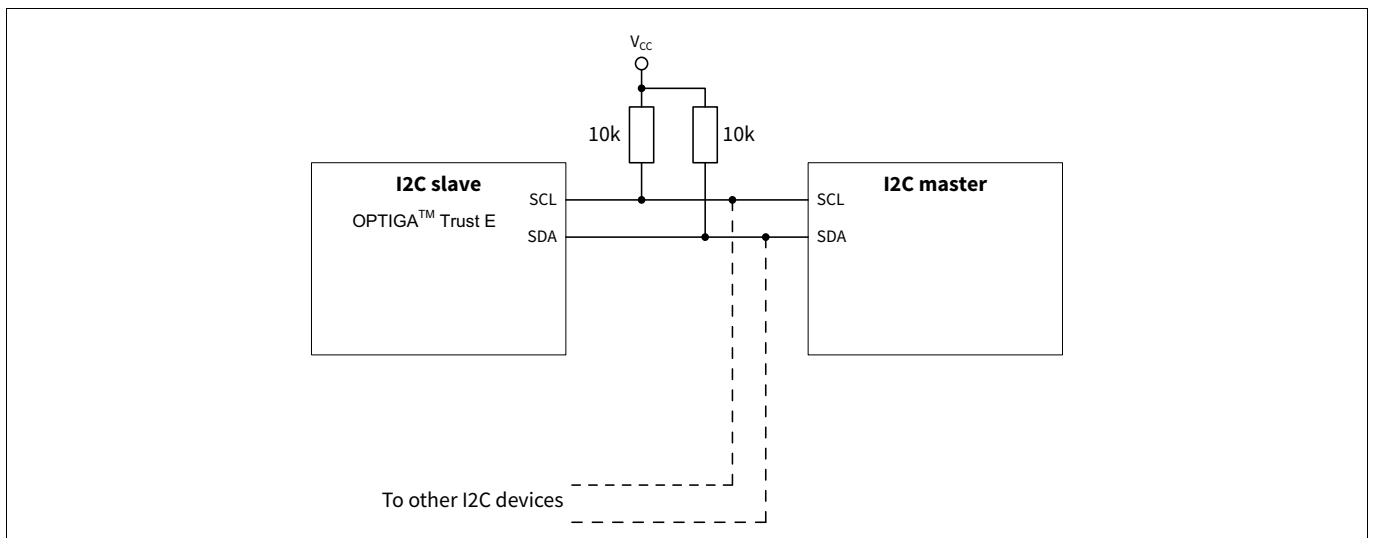 VCC
10k 10k
I2C slave
OPTIGA™ Trust E
SCL
SDA
I2C master
SCL
SDA
To other I2C devices